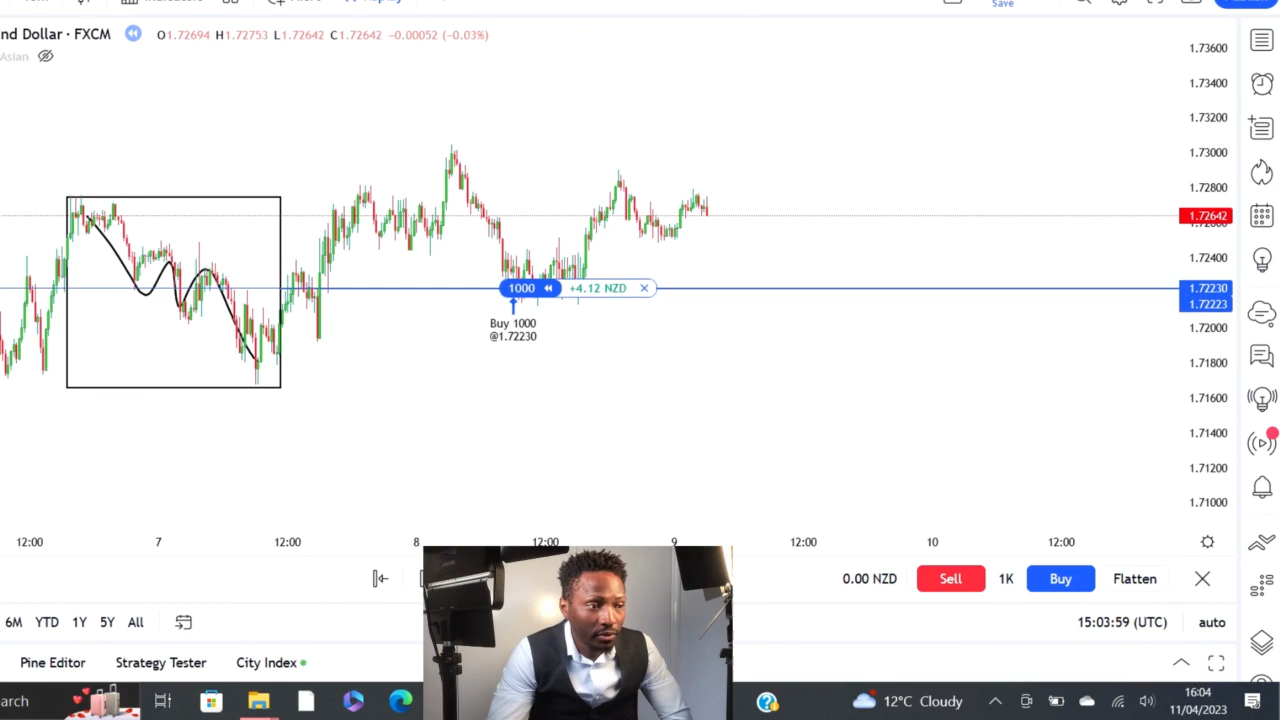 Save
nd Dollar · FXCM O1.72694 H1.72753 L1.72642 C1.72642 −0.00052 (−0.03%)
Asian
1.73600
1.73400
1.73200
1.73000
1.72800
1.72642
1.72400
1000 +4.12 NZD
1.72230
1.72223
Buy 1000
@1.72230
1.72000
1.71800
1.71600
1.71400
1.71200
1.71000
12:00 7 12:00 8 12:00 9 12:00 10 12:00
0.00 NZD Sell 1K Buy Flatten
6M YTD 1Y 5Y All 15:03:59 (UTC) auto
Pine Editor Strategy Tester City Index
arch 12°C Cloudy 16:04
11/04/2023